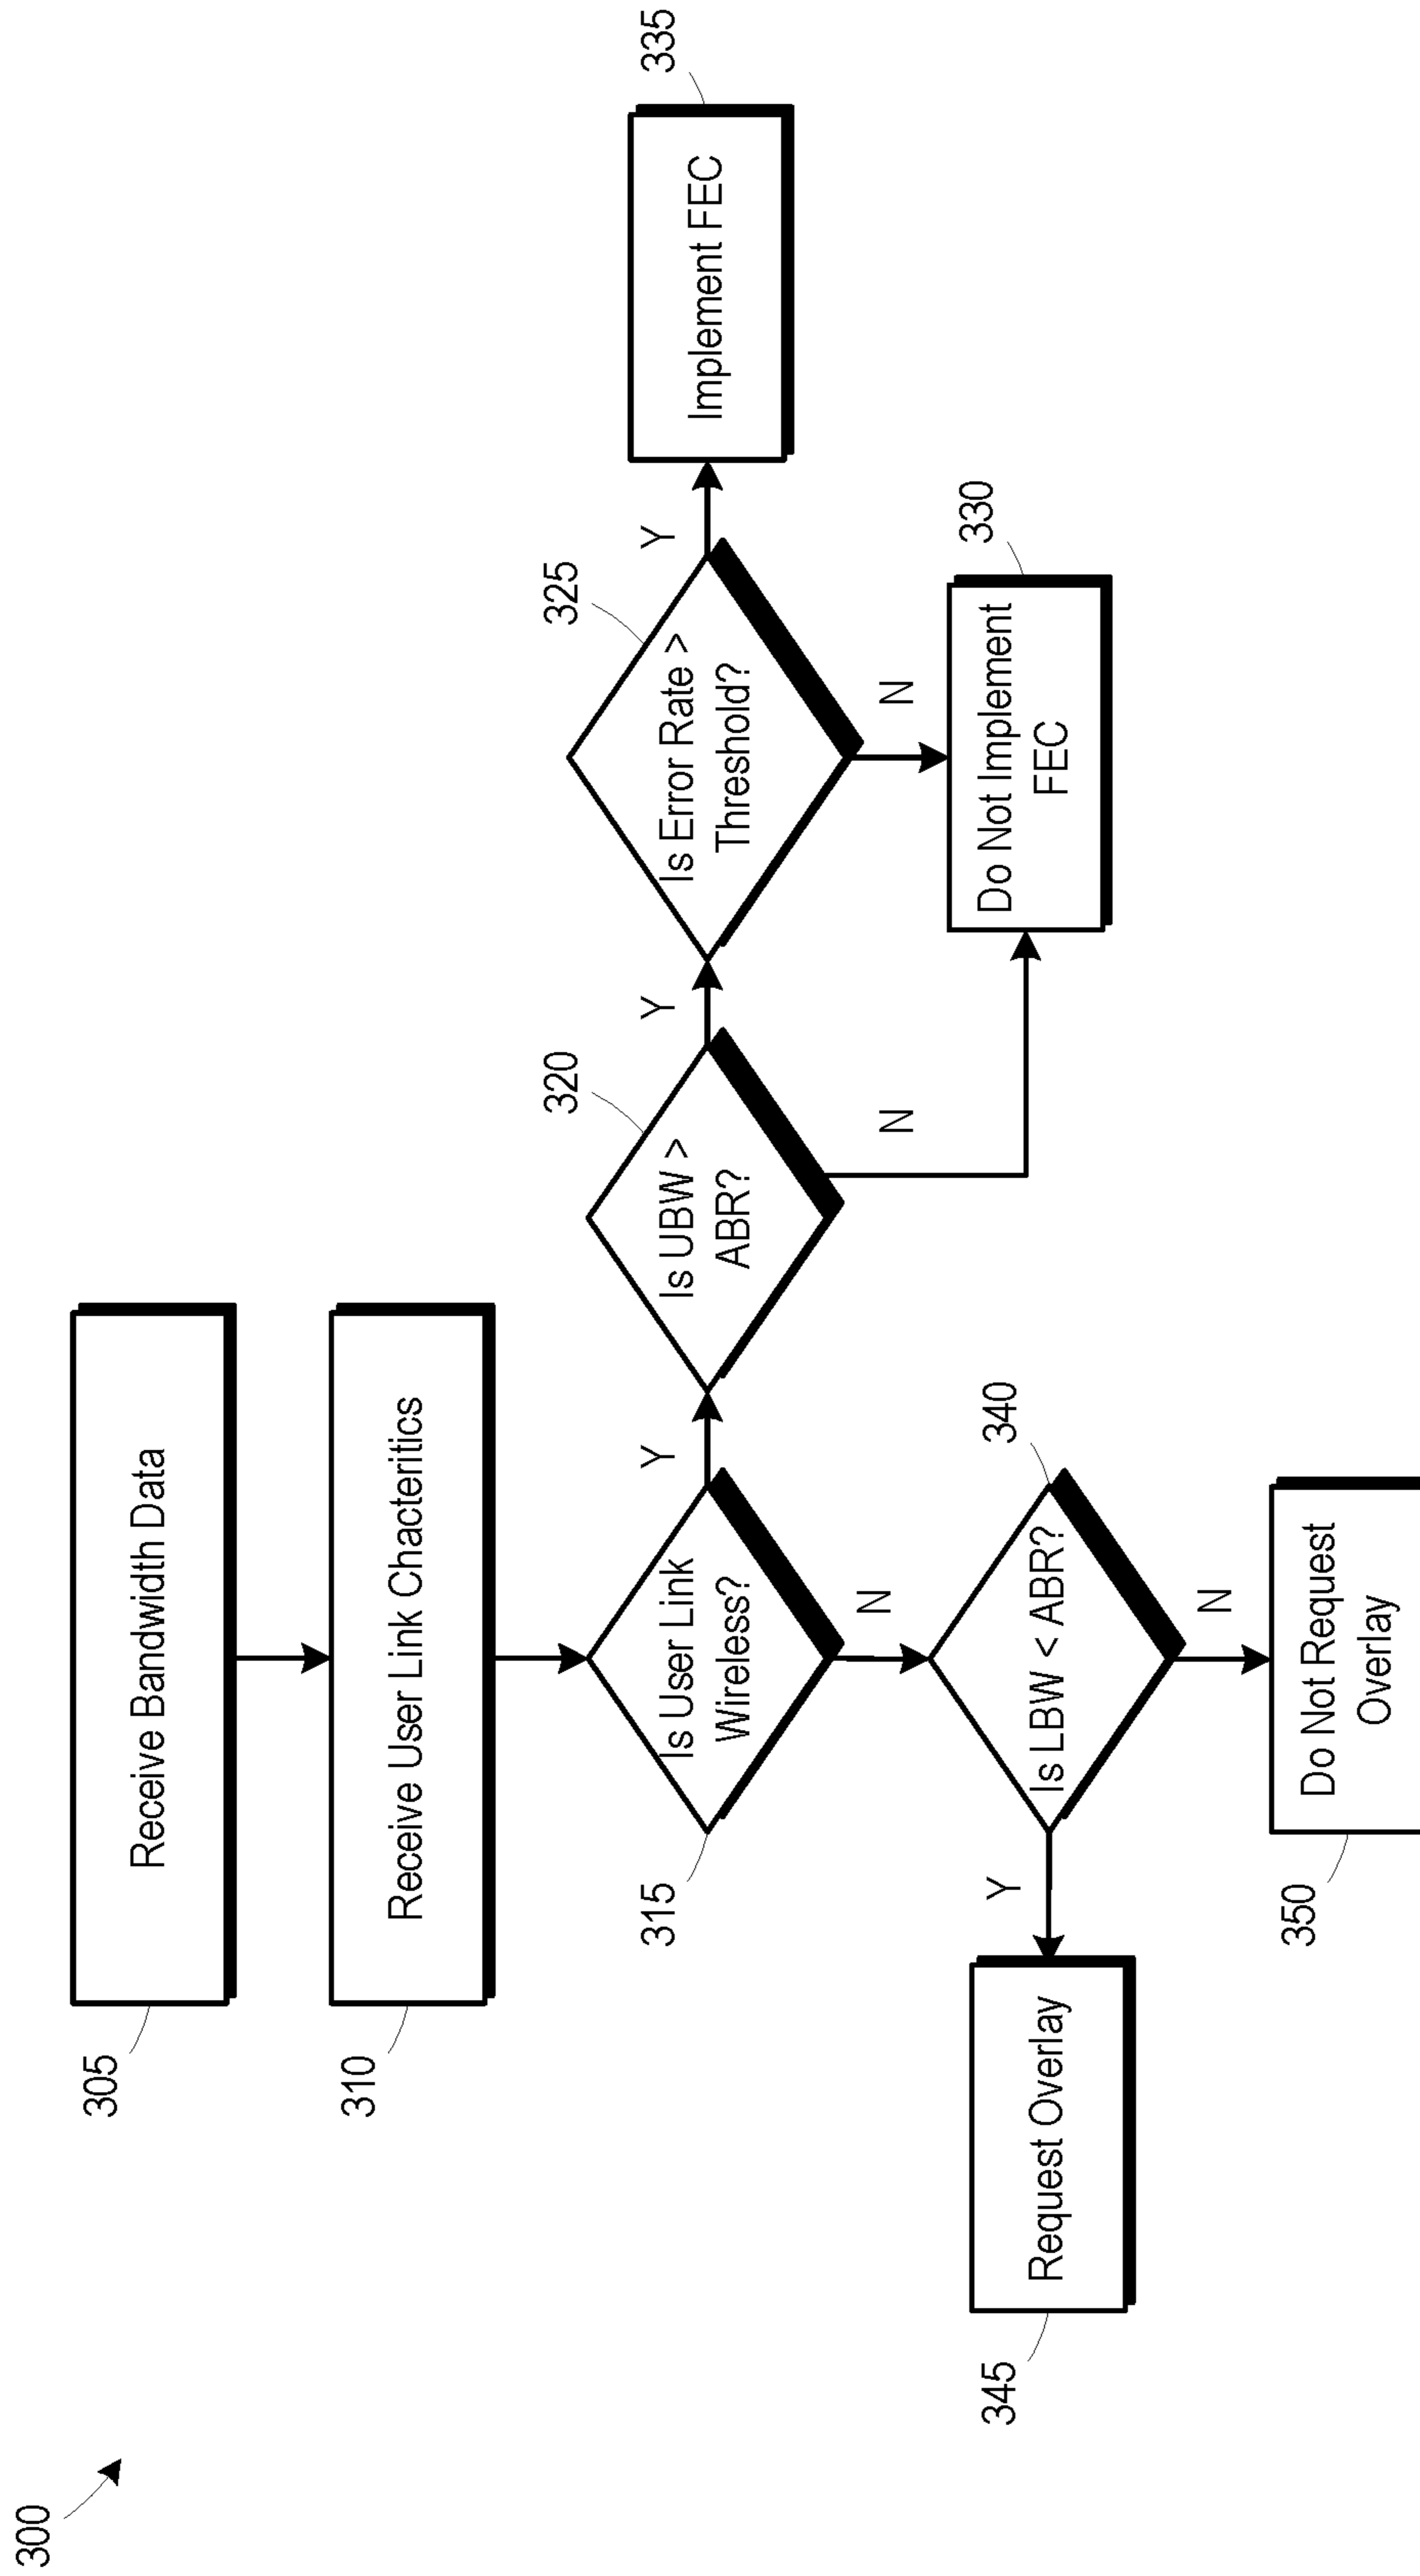 300
305
Receive Bandwidth Data
310
Receive User Link Chacteritics
315
Is User Link
Wireless?
Y
320
Is UBW >
ABR?
Y
325
Is Error Rate >
Threshold?
Y
335
Implement FEC
N
N
330
Do Not Implement
FEC
N
340
Is LBW < ABR?
Y
345
Request Overlay
N
350
Do Not Request
Overlay